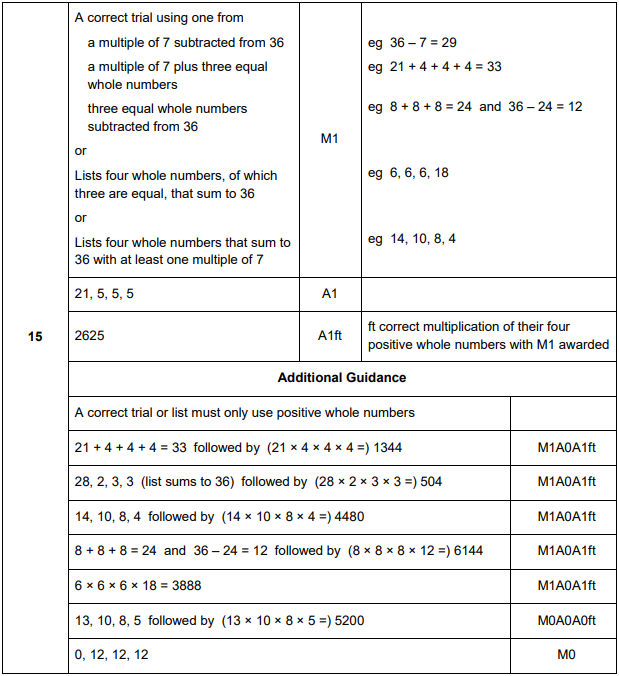 A correct trial using one from
a multiple of 7 subtracted from 36
eg 36 – 7 = 29
a multiple of 7 plus three equal
whole numbers
eg 21 + 4 + 4 + 4 = 33
three equal whole numbers
subtracted from 36
eg 8 + 8 + 8 = 24 and 36 – 24 = 12
or
M1
Lists four whole numbers, of which
three are equal, that sum to 36
eg 6, 6, 6, 18
or
Lists four whole numbers that sum to
36 with at least one multiple of 7
eg 14, 10, 8, 4
21, 5, 5, 5
A1
15
2625
A1ft
ft correct multiplication of their four
positive whole numbers with M1 awarded
Additional Guidance
A correct trial or list must only use positive whole numbers
21 + 4 + 4 + 4 = 33 followed by (21 × 4 × 4 × 4 =) 1344
M1A0A1ft
28, 2, 3, 3 (list sums to 36) followed by (28 × 2 × 3 × 3 =) 504
M1A0A1ft
14, 10, 8, 4 followed by (14 × 10 × 8 × 4 =) 4480
M1A0A1ft
8 + 8 + 8 = 24 and 36 – 24 = 12 followed by (8 × 8 × 8 × 12 =) 6144
M1A0A1ft
6 × 6 × 6 × 18 = 3888
M1A0A1ft
13, 10, 8, 5 followed by (13 × 10 × 8 × 5 =) 5200
M0A0A0ft
0, 12, 12, 12
M0